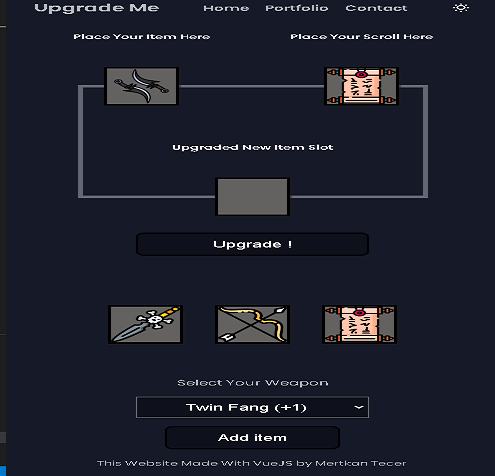 Upgrade Me Home Portfolio Contact
Place Your Item Here Place Your Scroll Here
Upgraded New Item Slot
Upgrade !
Select Your Weapon
Twin Fang (+1)
Add item
This Website Made With VueJS by Mertkan Tecer